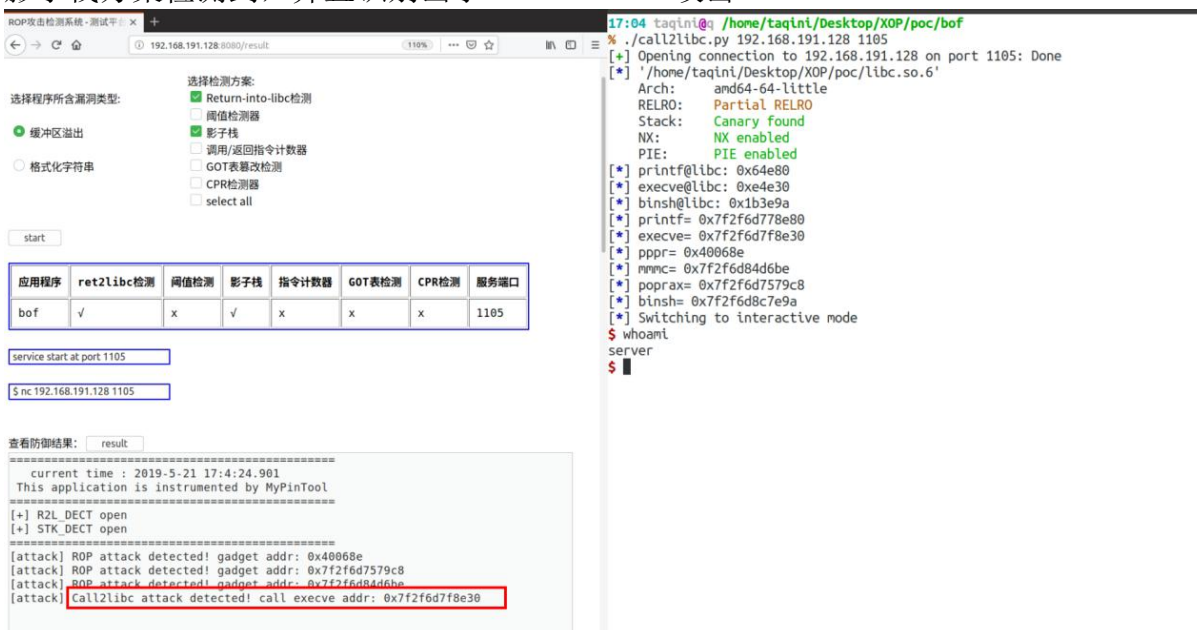 ROP攻击检测系统 - 测试平台
192.168.191.128:8080/result
110%
选择程序所含漏洞类型:
缓冲区溢出
格式化字符串
选择检测方案:
Return-into-libc检测
阈值检测器
影子栈
调用/返回指令计数器
GOT表篡改检测
CPR检测器
select all
start
应用程序 ret2libc检测 阈值检测 影子栈 指令计数器 GOT表检测 CPR检测 服务端口
bof √ x √ x x x 1105
service start at port 1105
$ nc 192.168.191.128 1105
查看防御结果: result
================================================
current time : 2019-5-21 17:4:24.901
This application is instrumented by MyPinTool
================================================
[+] R2L_DECT open
[+] STK_DECT open
================================================
[attack] ROP attack detected! gadget addr: 0x40068e
[attack] ROP attack detected! gadget addr: 0x7f2f6d7579c8
[attack] ROP attack detected! gadget addr: 0x7f2f6d84d6be
[attack] Call2libc attack detected! call execve addr: 0x7f2f6d7f8e30
17:04 taqini@q /home/taqini/Desktop/XOP/poc/bof
% ./call2libc.py 192.168.191.128 1105
[+] Opening connection to 192.168.191.128 on port 1105: Done
[*] '/home/taqini/Desktop/XOP/poc/libc.so.6'
Arch: amd64-64-little
RELRO: Partial RELRO
Stack: Canary found
NX: NX enabled
PIE: PIE enabled
[*] printf@libc: 0x64e80
[*] execve@libc: 0xe4e30
[*] binsh@libc: 0x1b3e9a
[*] printf= 0x7f2f6d778e80
[*] execve= 0x7f2f6d7f8e30
[*] pppr= 0x40068e
[*] mmmc= 0x7f2f6d84d6be
[*] poprax= 0x7f2f6d7579c8
[*] binsh= 0x7f2f6d8c7e9a
[*] Switching to interactive mode
$ whoami
server
$